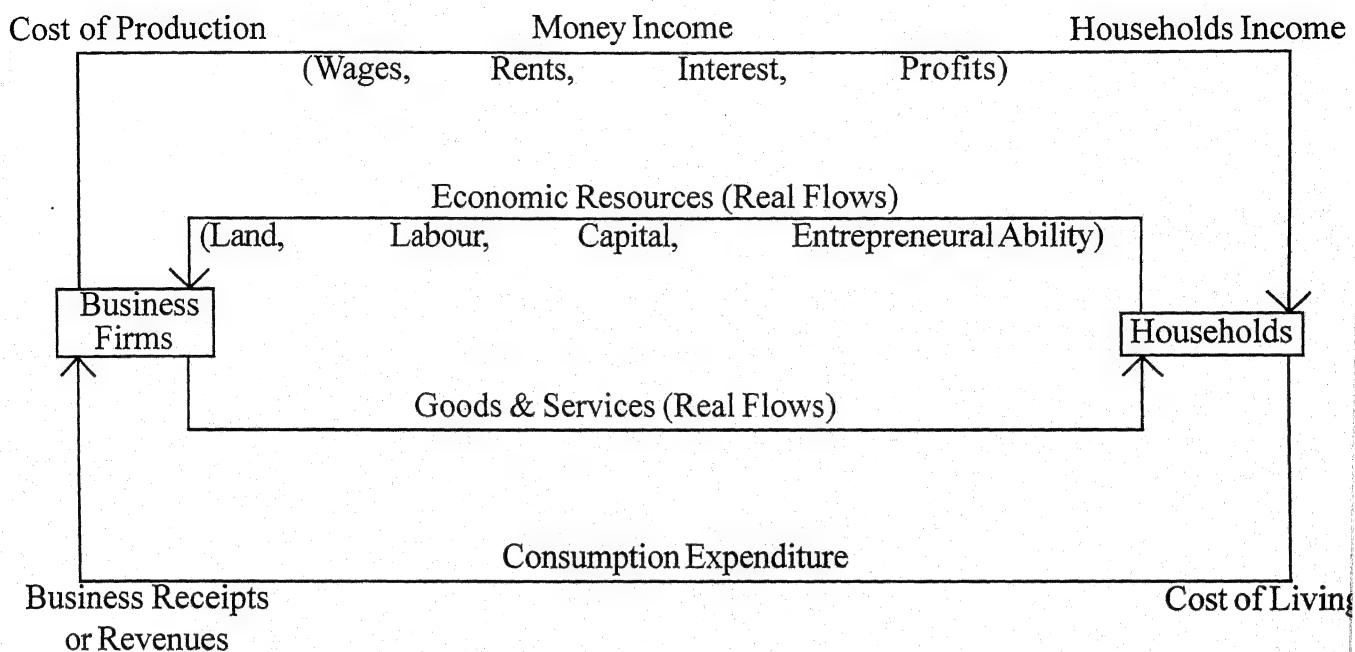 Cost of Production Money Income Households Income
(Wages, Rents, Interest, Profits)
Economic Resources (Real Flows)
(Land, Labour, Capital, Entrepreneural Ability)
Business
Firms
Households
Goods & Services (Real Flows)
Consumption Expenditure
Business Receipts
or Revenues
Cost of Living